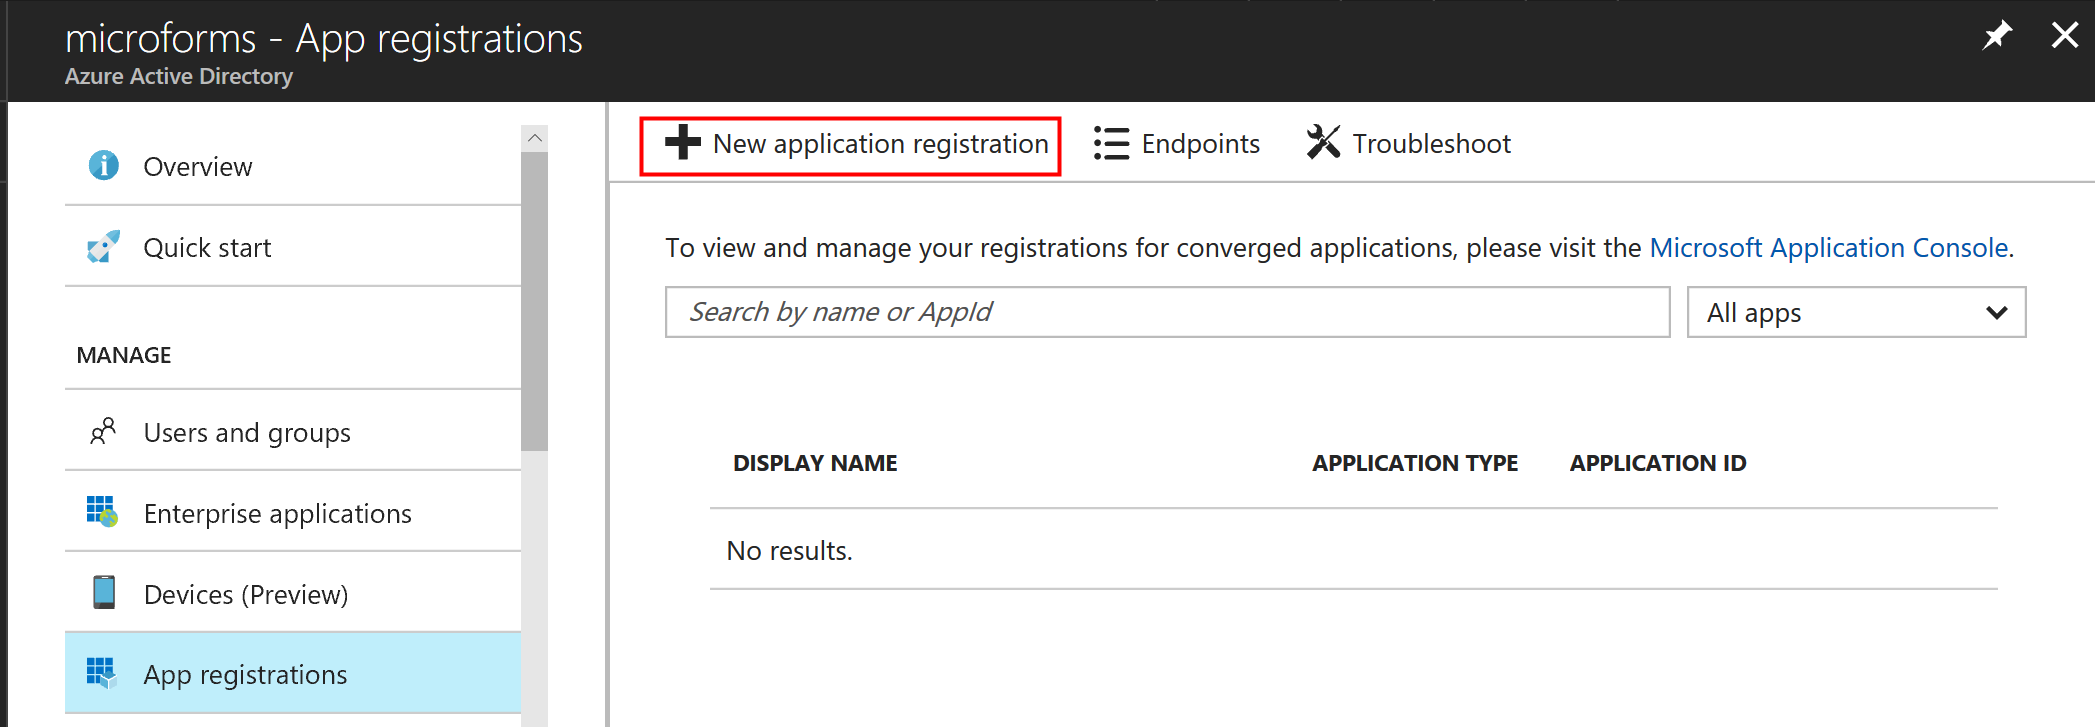 microforms - App registrations
Azure Active Directory
Overview
Quick start
MANAGE
Users and groups
Enterprise applications
Devices (Preview)
App registrations
New application registration
Endpoints
Troubleshoot
To view and manage your registrations for converged applications, please visit the Microsoft Application Console.
Search by name or AppId
All apps
DISPLAY NAME
APPLICATION TYPE
APPLICATION ID
No results.